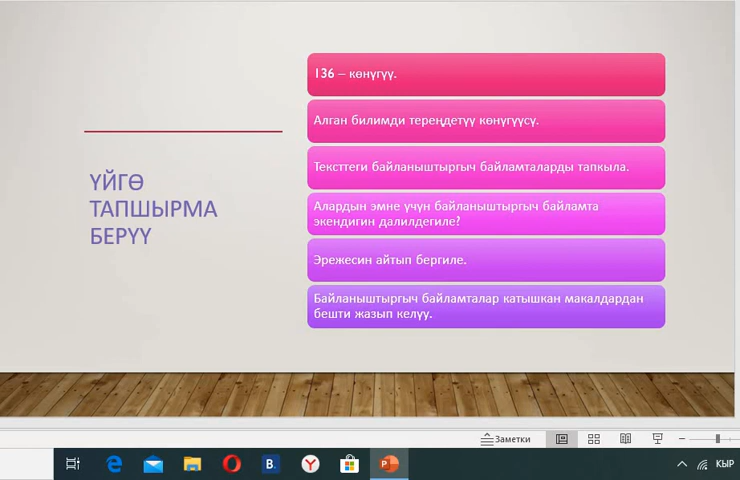 ҮЙГӨ
ТАПШЫРМА
БЕРҮҮ
136 – көнүгүү.
Алган билимди тереңдетүү көнүгүүсү.
Тексттеги байланыштыргыч байламталарды тапкыла.
Алардын эмне үчүн байланыштыргыч байламта
экендигин далилдегиле?
Эрежесин айтып бергиле.
Байланыштыргыч байламталар катышкан макалдардан
бешти жазып келүү.
Заметки
B.
КЫР